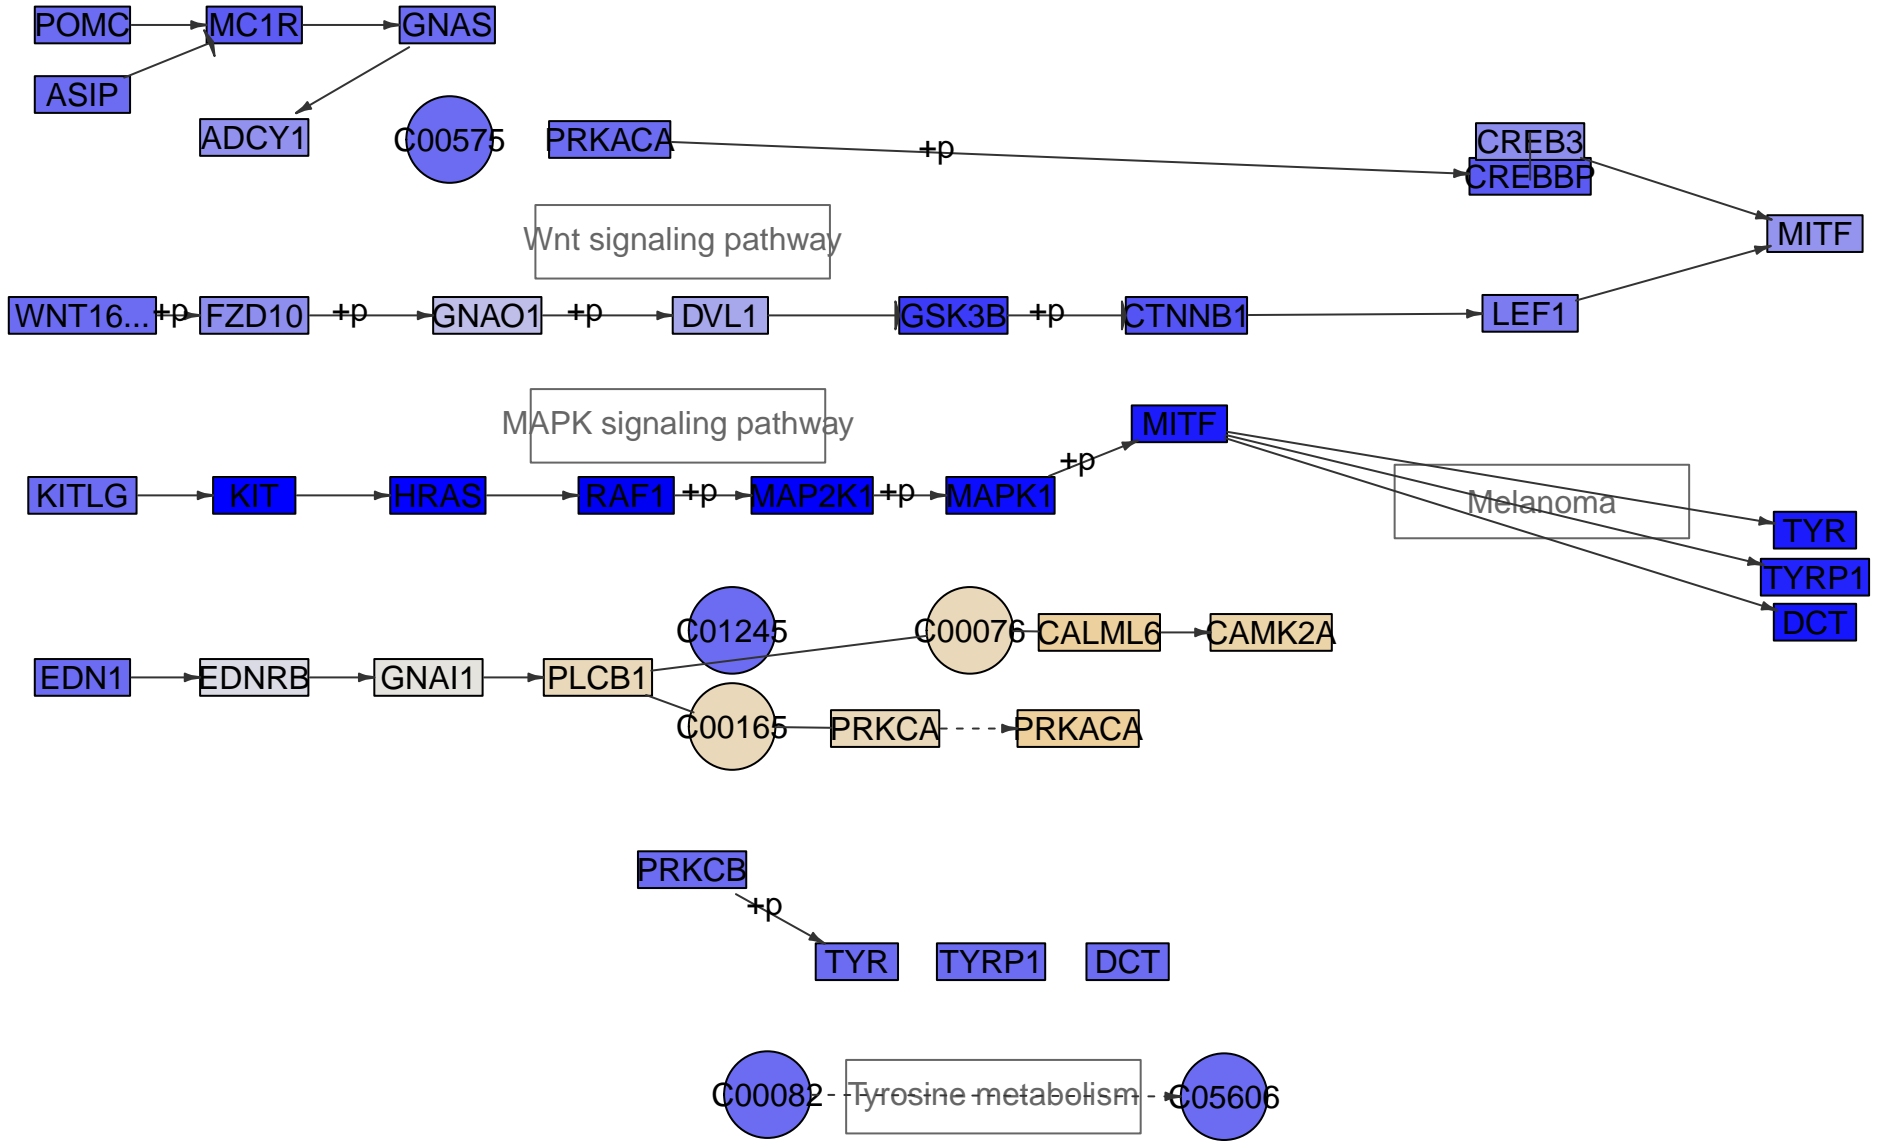 POMC
MC1R
GNAS
ASIP
ADCY1
C00575
PRKACA
+p
CREB3
CREBBP
Wnt signaling pathway
MITF
WNT16...
+p
FZD10
+p
GNAO1
+p
DVL1
GSK3B
+p
CTNNB1
LEF1
MAPK signaling pathway
MITF
+p
KITLG
KIT
HRAS
RAF1
+p
MAP2K1
+p
MAPK1
Melanoma
TYR
TYRP1
DCT
C01245
C00076
CALML6
CAMK2A
EDN1
EDNRB
GNAI1
PLCB1
C00165
PRKCA
PRKACA
PRKCB
+p
TYR
TYRP1
DCT
C00082
Tyrosine metabolism
C05606